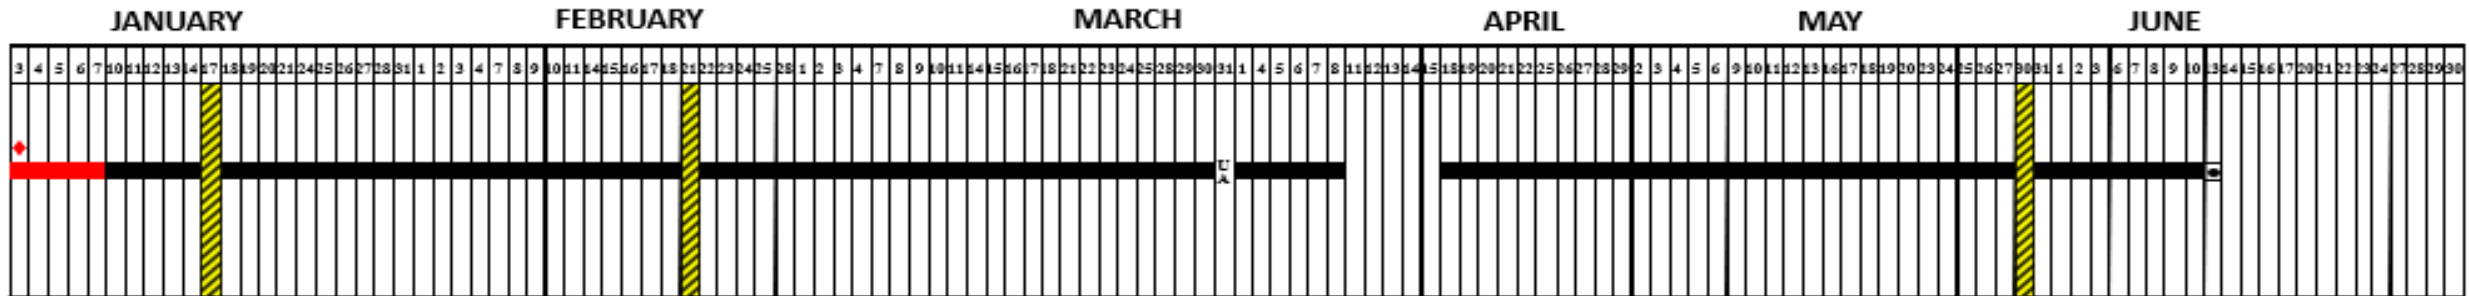 JANUARY FEBRUARY MARCH APRIL MAY JUNE
3 4 5 6 7 10 11 12 13 14 17 18 19 20 21 24 25 26 27 28 31 1 2 3 4 7 8 9 10 11 14 15 16 17 18 21 22 23 24 25 28 1 2 3 4 7 8 9 10 11 14 15 16 17 18 21 22 23 24 25 28 29 30 31 1 4 5 6 7 8 11 12 13 14 15 18 19 20 21 22 25 26 27 28 29 2 3 4 5 6 9 10 11 12 13 16 17 18 19 20 23 24 25 26 27 30 31 1 2 3 6 7 8 9 10 13 14 15 16 17 20 21 22 23 24 27 28 29 30
U
A